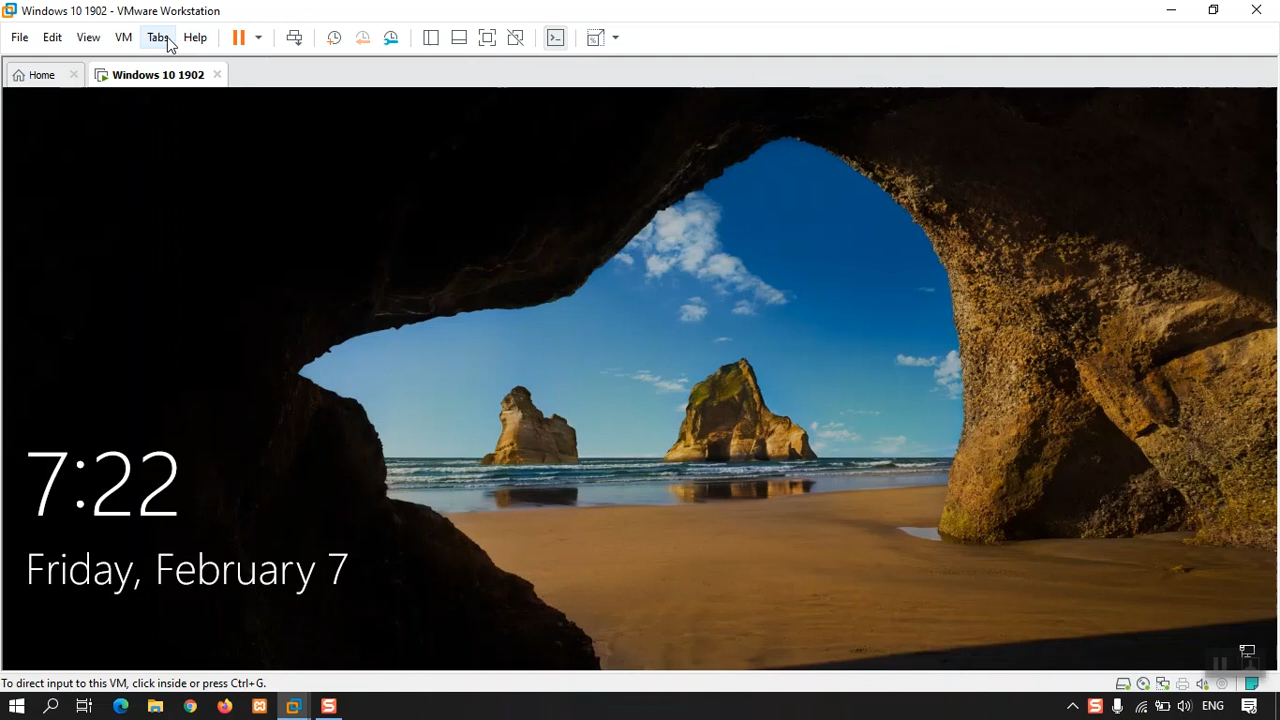 Windows 10 1902 - VMware Workstation
File Edit View VM Tabs Help
Home Windows 10 1902
7:22
Friday, February 7
To direct input to this VM, click inside or press Ctrl+G.
ENG